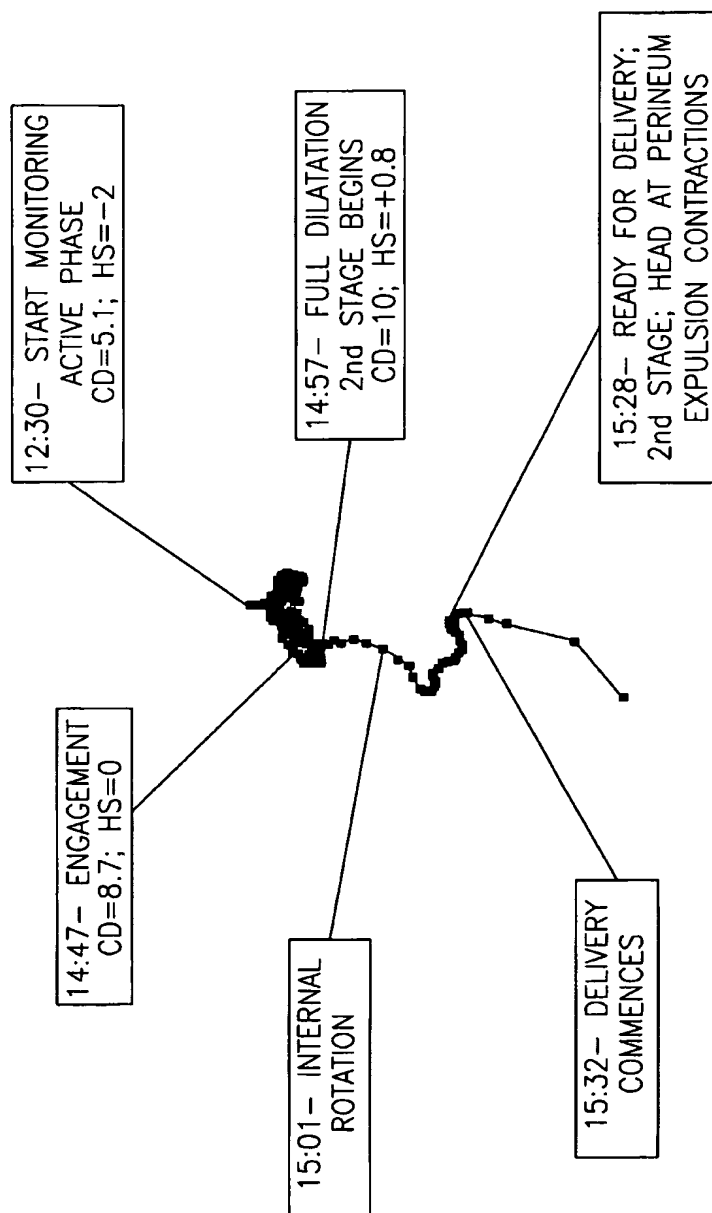 12:30– START MONITORING
ACTIVE PHASE
CD=5.1; HS=–2
14:47– ENGAGEMENT
CD=8.7; HS=0
14:57– FULL DILATATION
2nd STAGE BEGINS
CD=10; HS=+0.8
15:01– INTERNAL
ROTATION
15:28– READY FOR DELIVERY;
2nd STAGE; HEAD AT PERINEUM
EXPULSION CONTRACTIONS
15:32– DELIVERY
COMMENCES